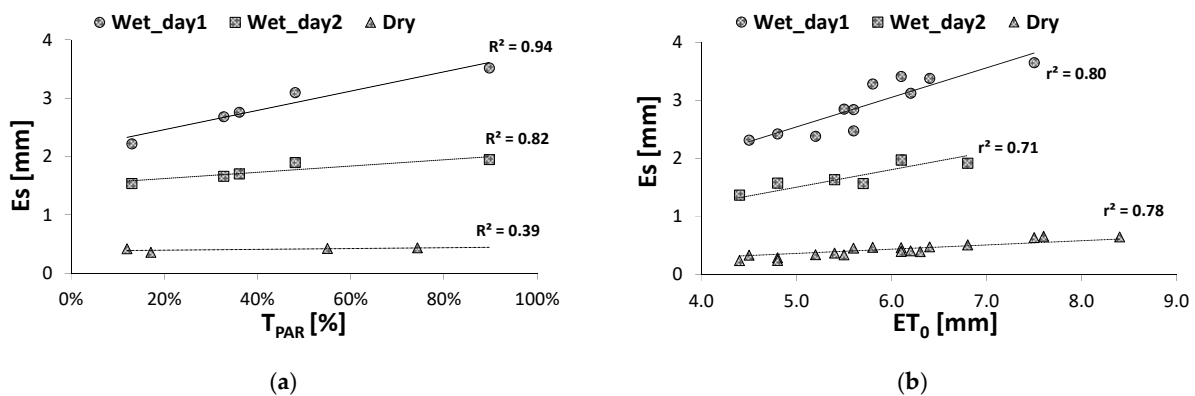 Wet_day1 Wet_day2 Dry
R² = 0.94
R² = 0.82
R² = 0.39
Es [mm]
4
3
2
1
0
0% 20% 40% 60% 80% 100%
T_PAR [%]
(a)
Wet_day1 Wet_day2 Dry
r² = 0.80
r² = 0.71
r² = 0.78
Es [mm]
4
3
2
1
0
4.0 5.0 6.0 7.0 8.0 9.0
ET₀ [mm]
(b)